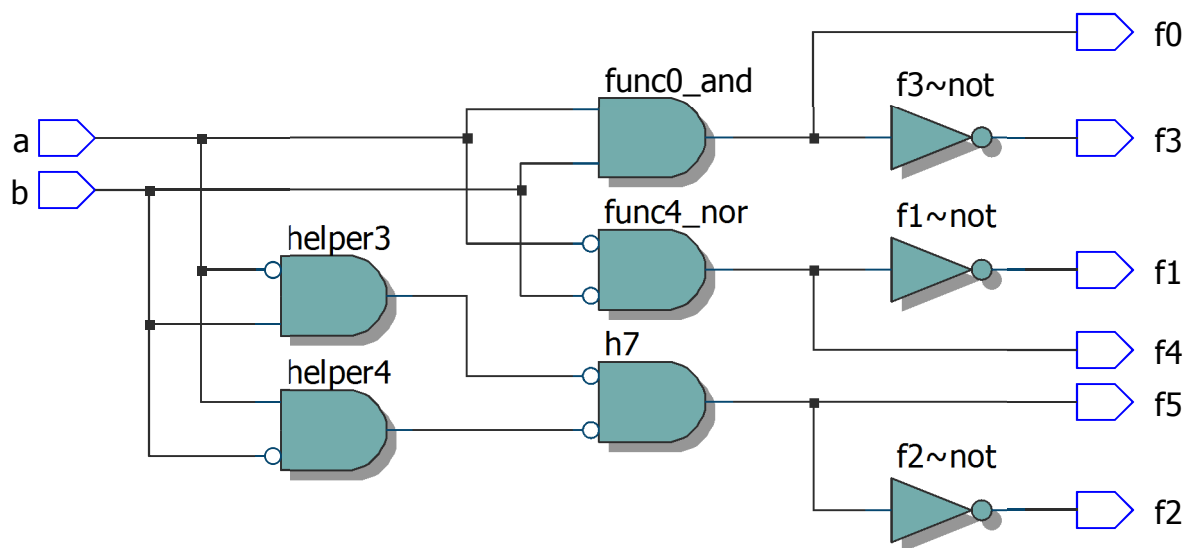 f0
func0_and
f3~not
a
f3
b
func4_nor
f1~not
helper3
f1
h7
f4
helper4
f5
f2~not
f2